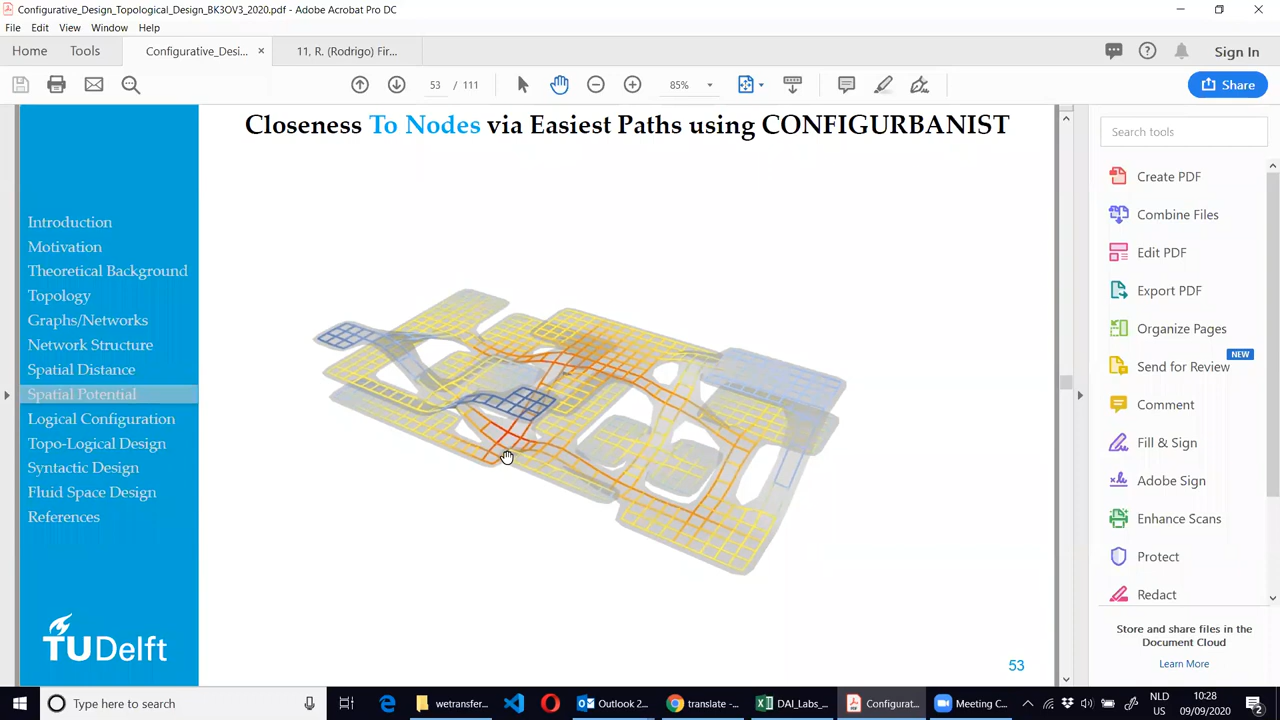 Configurative_Design_Topological_Design_BK3OV3_2020.pdf - Adobe Acrobat Pro DC
File Edit View Window Help
Home Tools Configurative_Desi... × 11, R. (Rodrigo) Fir... Sign In
53 / 111 85% Share
Closeness To Nodes via Easiest Paths using CONFIGURBANIST
Introduction
Motivation
Theoretical Background
Topology
Graphs/Networks
Network Structure
Spatial Distance
Spatial Potential
Logical Configuration
Topo-Logical Design
Syntactic Design
Fluid Space Design
References
TUDelft
53
Search tools
Create PDF
Combine Files
Edit PDF
Export PDF
Organize Pages
NEW
Send for Review
Comment
Fill & Sign
Adobe Sign
Enhance Scans
Protect
Redact
Store and share files in the
Document Cloud
Learn More
Type here to search
wetransfer... Outlook 2... translate -... DAI_Labs_... Configurat... Meeting C...
NLD 10:28
US 09/09/2020 2